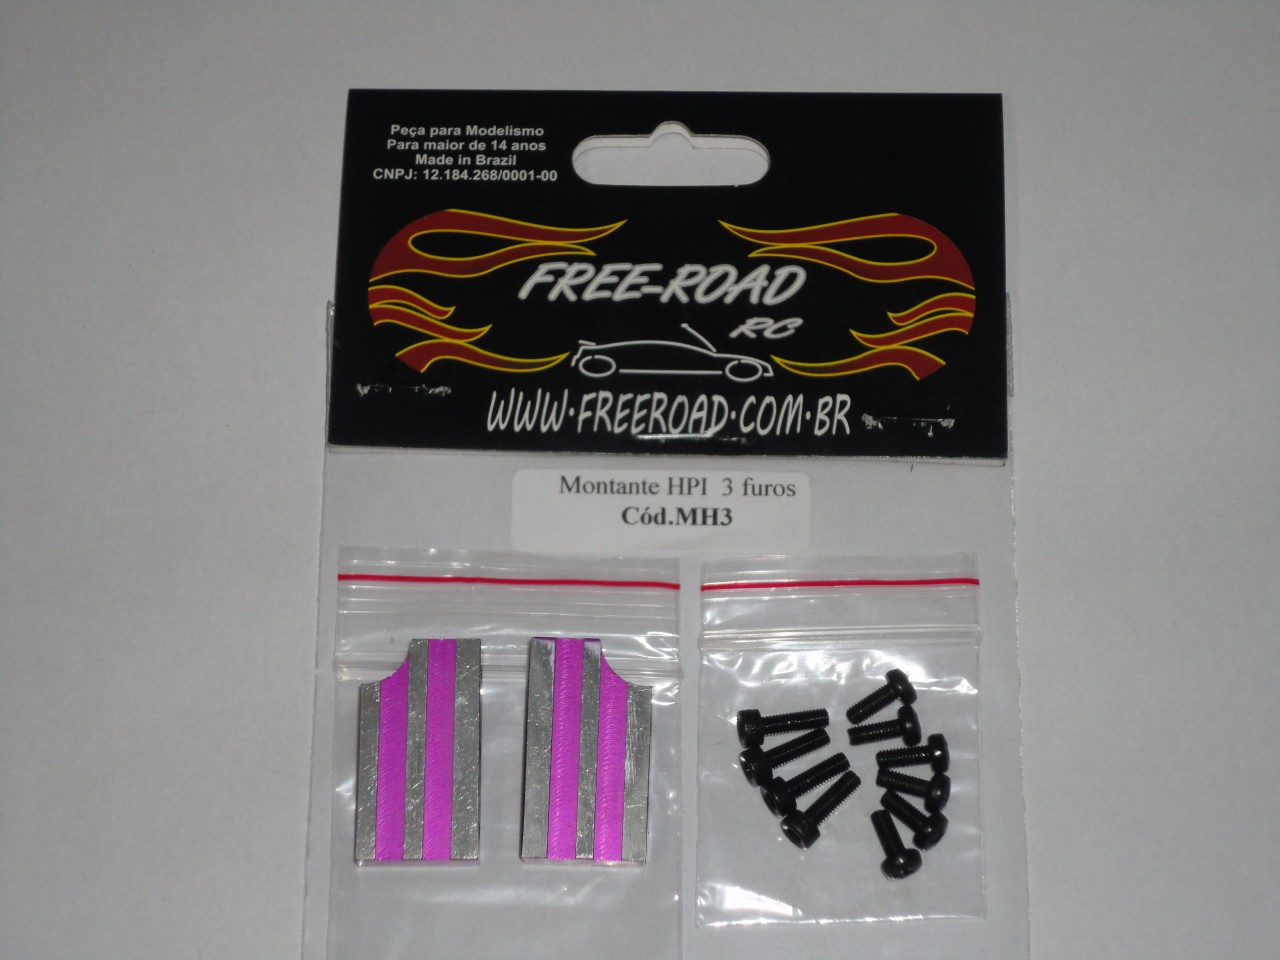 Peça para Modelismo
Para maior de 14 anos
Made in Brazil
CNPJ: 12.184.268/0001-00
FREE-ROAD
RC
WWW.FREEROAD.COM.BR
Montante HPI 3 furos
Cód.MH3